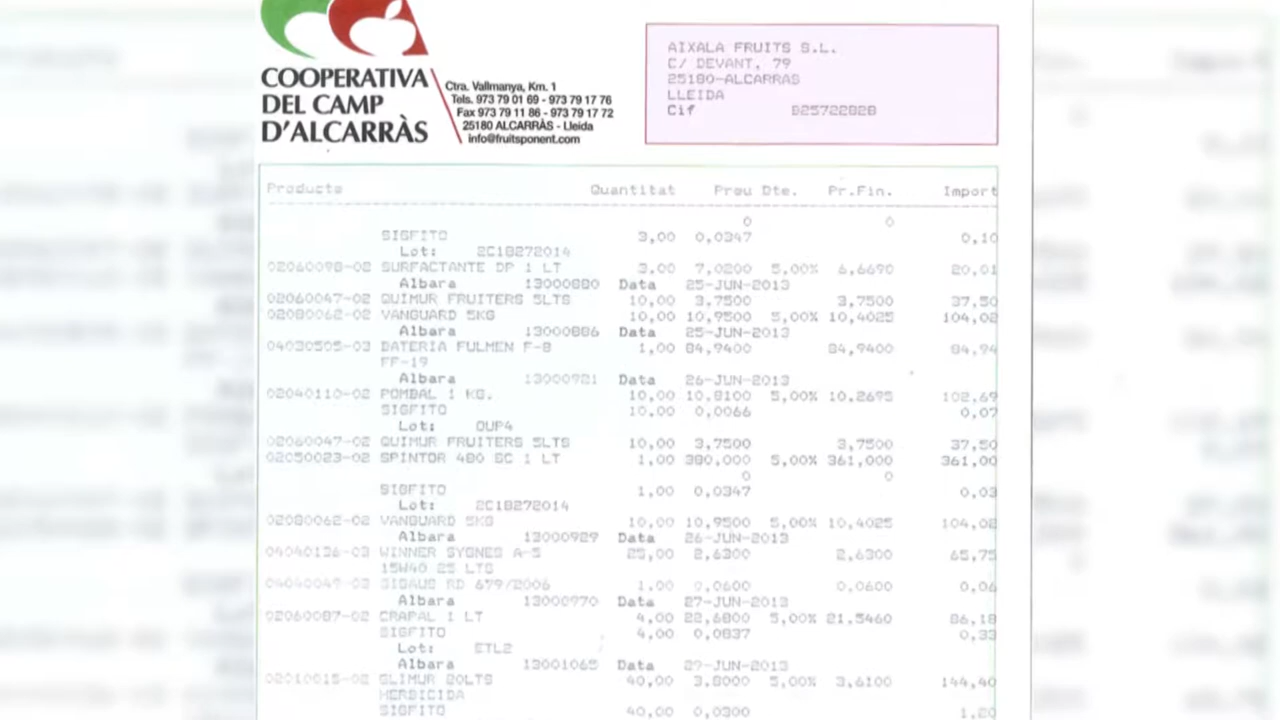 COOPERATIVA
DEL CAMP
D'ALCARRÀS
Ctra. Vallmanya, Km. 1
Tels. 973 79 01 69 - 973 79 17 76
Fax 973 79 11 86 - 973 79 17 72
25180 ALCARRÀS - Lleida
info@fruitsponent.com
AIXALA FRUITS S.L.
C/ DEVANT, 79
25180-ALCARRAS
LLEIDA
Cif
Producte Quantitat Preu Dte. Pr.Fin. Import
0 0
SIGFITO 3,00 0,0347 0,10
Lot: 2C18272014
02060098-02 SURFACTANTE DP 1 LT 3,00 7,0200 5,00% 6,6690 20,01
Albara 13000880 Data 25-JUN-2013
02060047-02 QUIMUR FRUITERS 5LTS 10,00 3,7500 3,7500 37,50
02080062-02 VANGUARD 5KG 10,00 10,9500 5,00% 10,4025 104,02
Albara 13000886 Data 25-JUN-2013
04030505-03 BATERIA FULMEN F-8 1,00 84,9400 84,9400 84,94
FF-19
Albara 13000921 Data 26-JUN-2013
02040110-02 POMBAL 1 KG. 10,00 10,8100 5,00% 10,2695 102,69
SIGFITO 10,00 0,0066 0,07
Lot: OUP4
02060047-02 QUIMUR FRUITERS 5LTS 10,00 3,7500 3,7500 37,50
02050023-02 SPINTOR 480 SC 1 LT 1,00 380,000 5,00% 361,000 361,00
0 0
SIGFITO 1,00 0,0347 0,03
Lot: 2C18272014
02080062-02 VANGUARD 5KG 10,00 10,9500 5,00% 10,4025 104,02
Albara 13000929 Data 26-JUN-2013
04040136-03 WINNER SYGNES A-5 25,00 2,6300 2,6300 65,75
15W40 25 LTS
04040049-03 SIGAUS RD 679/2006 1,00 0,0600 0,0600 0,06
Albara 13000970 Data 27-JUN-2013
02060087-02 CRAPAL 1 LT 4,00 22,6800 5,00% 21.5460 86,18
SIGFITO 4,00 0,0837 0,33
Lot: ETL2
Albara 13001065 Data 29-JUN-2013
02010015-02 GLIMUR 20LTS 40,00 3,8000 5,00% 3,6100 144,40
HERBICIDA
SIGFITO 40,00 0,0300 1,20